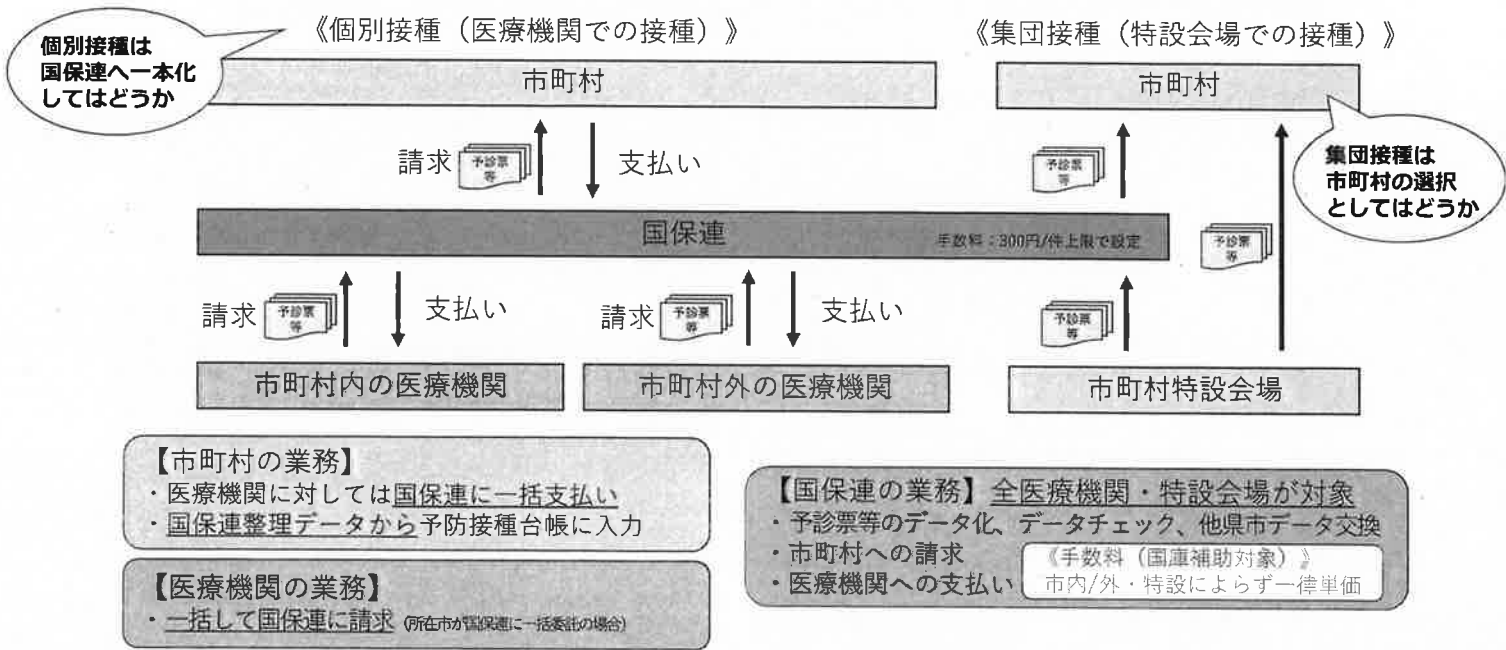 《個別接種（医療機関での接種）》
《集団接種（特設会場での接種）》
個別接種は
国保連へ一本化
してはどうか
市町村
市町村
請求
予診票
等
支払い
予診票
等
集団接種は
市町村の選択
としてはどうか
国保連
手数料：300円/件上限で設定
予診票
等
請求
予診票
等
支払い
請求
予診票
等
支払い
予診票
等
市町村内の医療機関
市町村外の医療機関
市町村特設会場
【市町村の業務】
・医療機関に対しては国保連に一括支払い
・国保連整理データから予防接種台帳に入力
【医療機関の業務】
・一括して国保連に請求 (所在市が国保連に一括委託の場合)
【国保連の業務】全医療機関・特設会場が対象
・予診票等のデータ化、データチェック、他県市データ交換
・市町村への請求
・医療機関への支払い
《手数料（国庫補助対象）》
市内/外・特設によらず一律単価